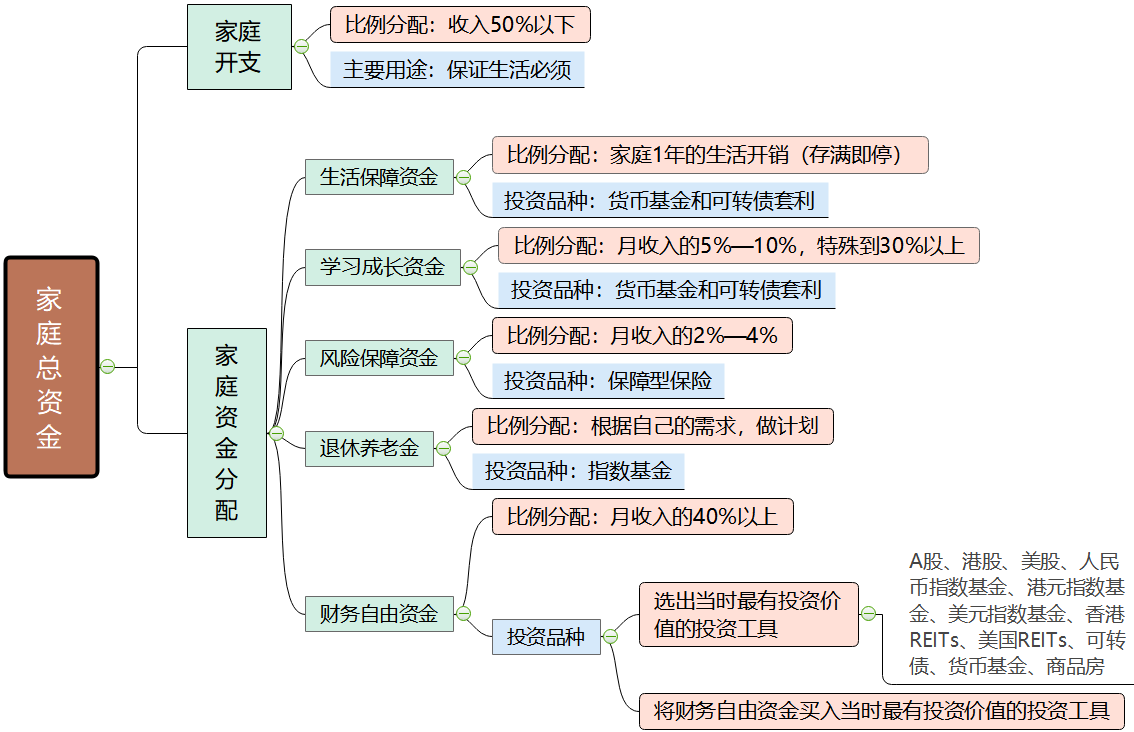 家庭总资金
家庭
开支
比例分配：收入50%以下
主要用途：保证生活必须
家庭资金分配
生活保障资金
比例分配：家庭1年的生活开销（存满即停）
投资品种：货币基金和可转债套利
学习成长资金
比例分配：月收入的5%—10%，特殊到30%以上
投资品种：货币基金和可转债套利
风险保障资金
比例分配：月收入的2%—4%
投资品种：保障型保险
退休养老金
比例分配：根据自己的需求，做计划
投资品种：指数基金
财务自由资金
比例分配：月收入的40%以上
投资品种
选出当时最有投资价
值的投资工具
A股、港股、美股、人民
币指数基金、港元指数基
金、美元指数基金、香港
REITs、美国REITs、可转
债、货币基金、商品房
将财务自由资金买入当时最有投资价值的投资工具